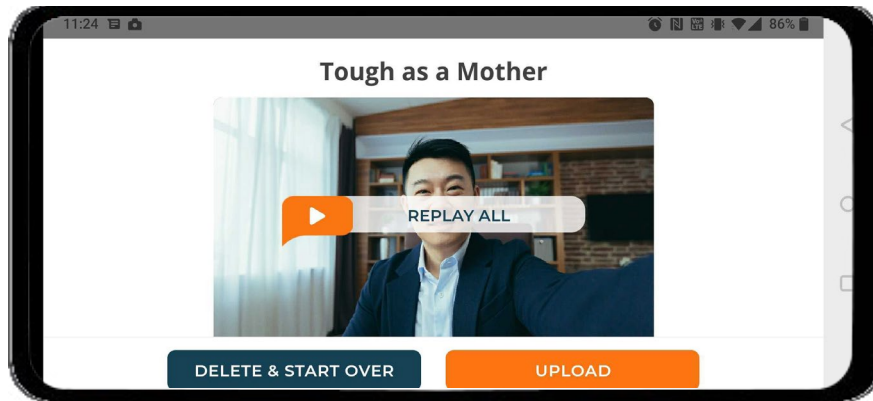 11:24 86%
Tough as a Mother
REPLAY ALL
DELETE & START OVER UPLOAD